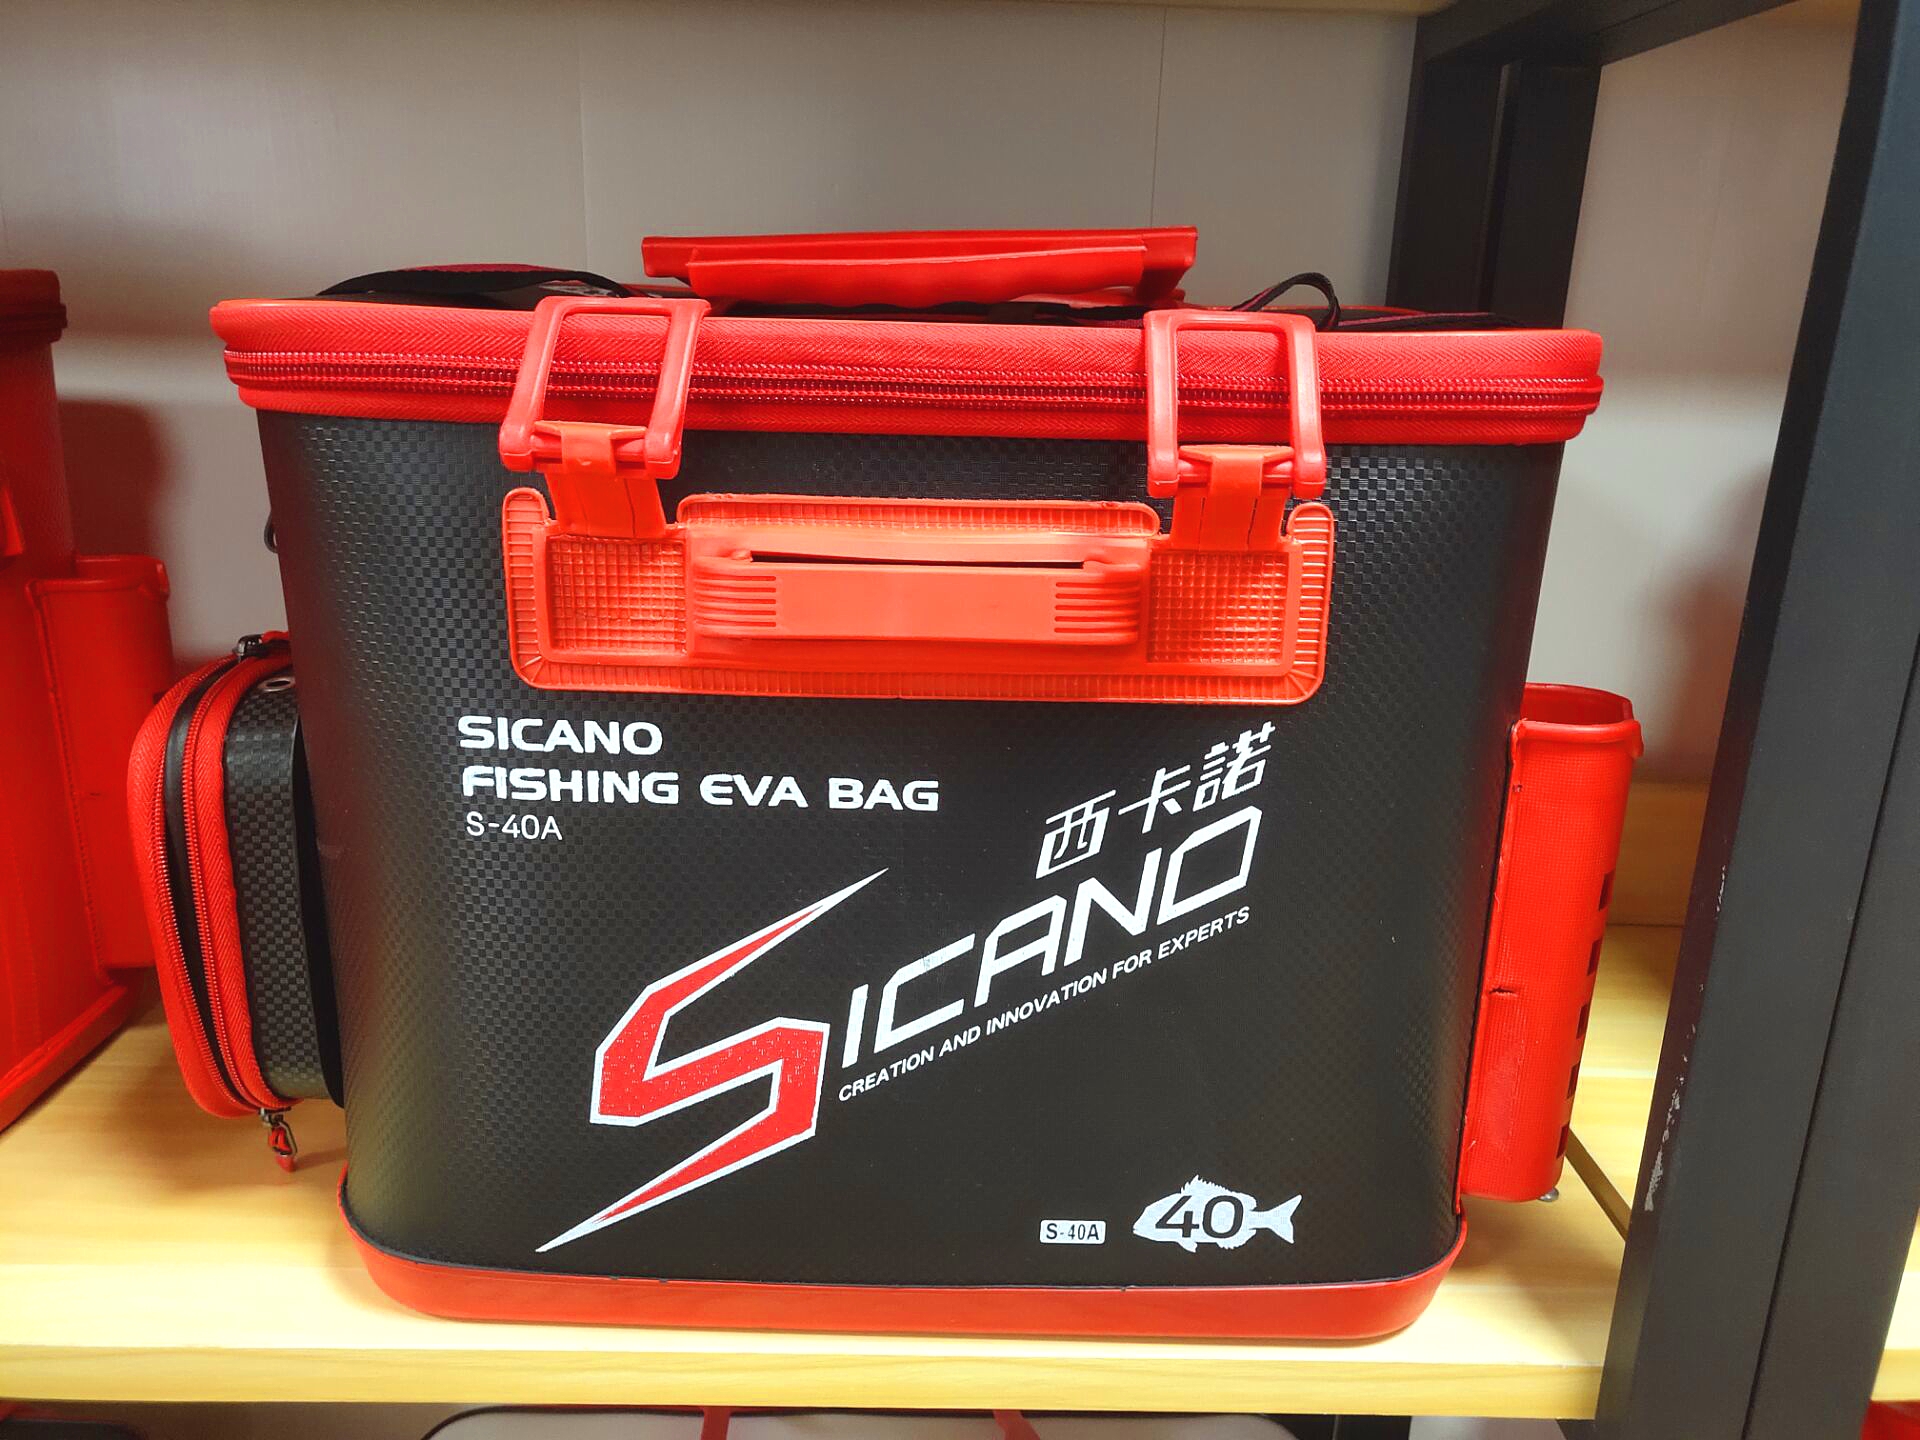 SICANO
FISHING EVA BAG
S-40A
西卡諾
SICANO
CREATION AND INNOVATION FOR EXPERTS
S-40A
40